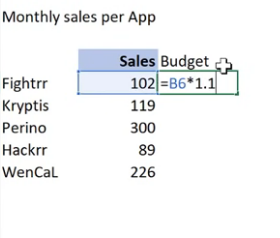 Monthly sales per App
Sales Budget
Fightrr 102 =B6*1.1
Kryptis 119
Perino 300
Hackrr 89
WenCaL 226